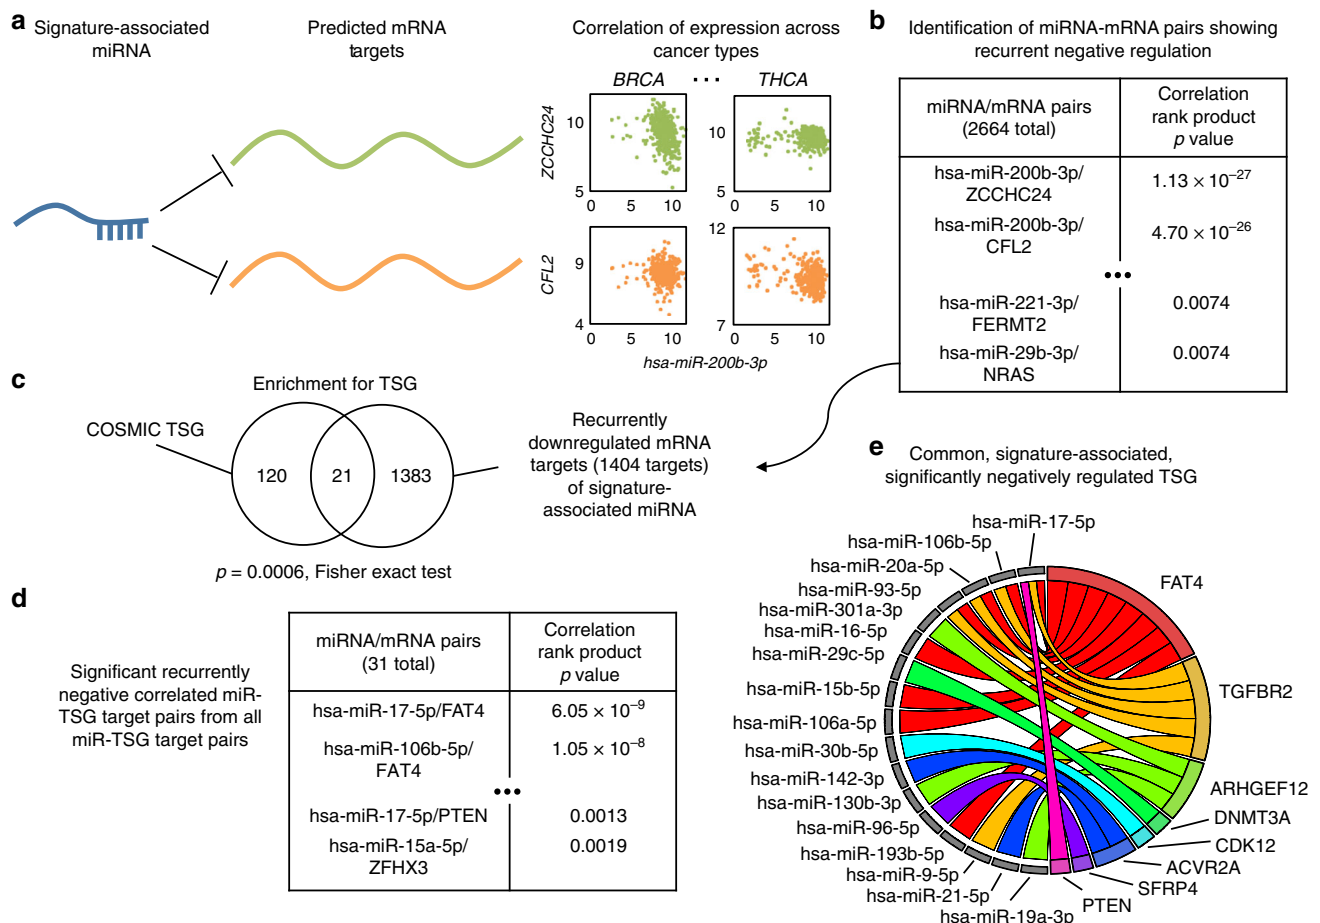 a
Signature-associated
miRNA
Predicted mRNA
targets
Correlation of expression across
cancer types
BRCA
• • •
THCA
ZCCHC24
10
5
0 5 10
10
5
0 5 10
CFL2
9
4
0 5 10
12
7
0 5 10
hsa-miR-200b-3p
b
Identification of miRNA-mRNA pairs showing
recurrent negative regulation
miRNA/mRNA pairs
(2664 total)
Correlation
rank product
p value
hsa-miR-200b-3p/
ZCCHC24
1.13 × 10⁻²⁷
hsa-miR-200b-3p/
CFL2
4.70 × 10⁻²⁶
•••
hsa-miR-221-3p/
FERMT2
0.0074
hsa-miR-29b-3p/
NRAS
0.0074
c
Enrichment for TSG
COSMIC TSG
120
21
1383
Recurrently
downregulated mRNA
targets (1404 targets)
of signature-
associated miRNA
p = 0.0006, Fisher exact test
d
Significant recurrently
negative correlated miR-
TSG target pairs from all
miR-TSG target pairs
miRNA/mRNA pairs
(31 total)
Correlation
rank product
p value
hsa-miR-17-5p/FAT4
6.05 × 10⁻⁹
hsa-miR-106b-5p/
FAT4
1.05 × 10⁻⁸
•••
hsa-miR-17-5p/PTEN
0.0013
hsa-miR-15a-5p/
ZFHX3
0.0019
e
Common, signature-associated,
significantly negatively regulated TSG
hsa-miR-17-5p
hsa-miR-106b-5p
hsa-miR-20a-5p
hsa-miR-93-5p
hsa-miR-301a-3p
hsa-miR-16-5p
hsa-miR-29c-5p
hsa-miR-15b-5p
hsa-miR-106a-5p
hsa-miR-30b-5p
hsa-miR-142-3p
hsa-miR-130b-3p
hsa-miR-96-5p
hsa-miR-193b-5p
hsa-miR-9-5p
hsa-miR-21-5p
hsa-miR-19a-3p
FAT4
TGFBR2
ARHGEF12
DNMT3A
CDK12
ACVR2A
SFRP4
PTEN